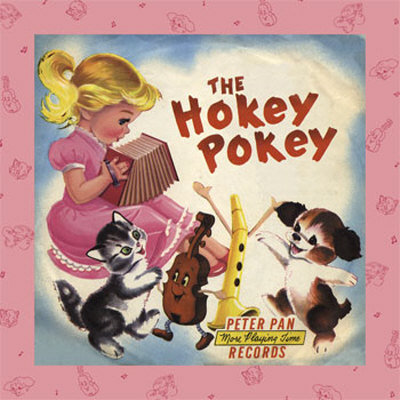 THE
HOKEY
POKEY
PETER PAN
More Playing Time
RECORDS